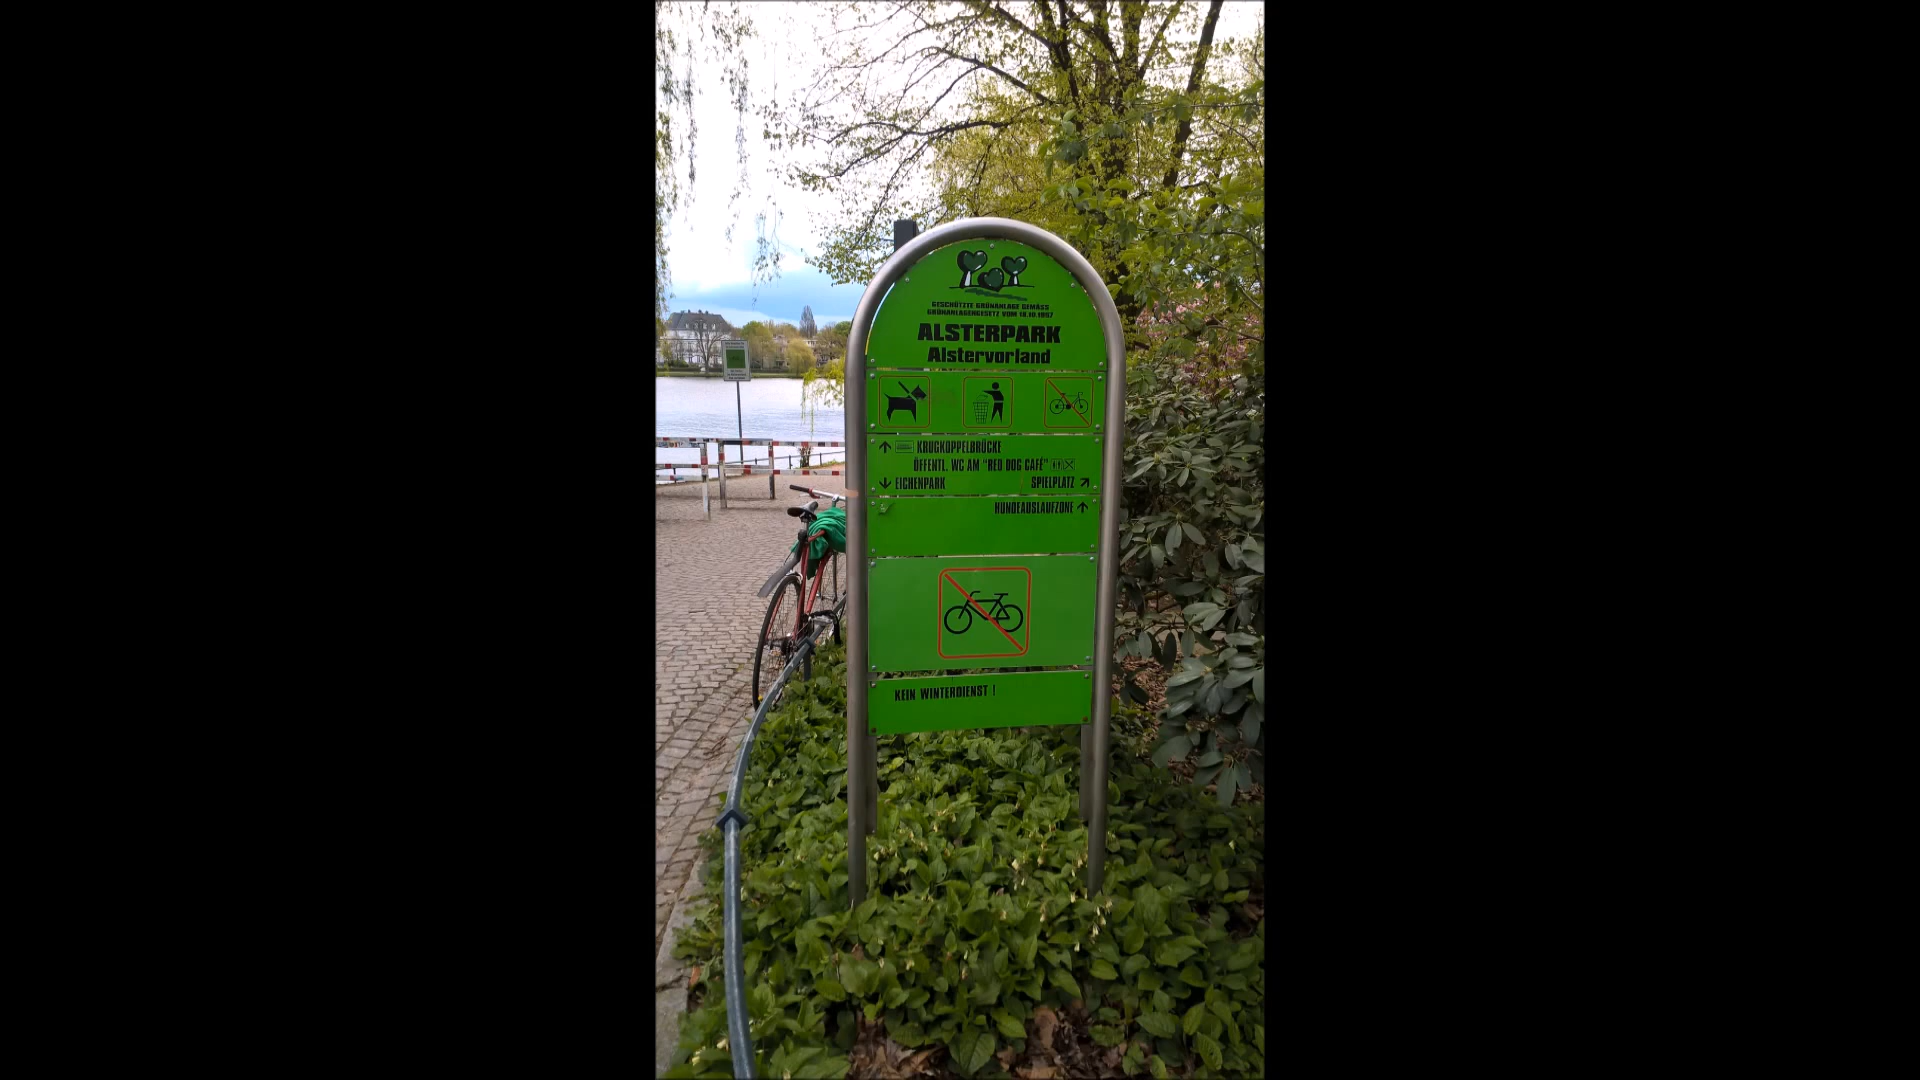 GESCHÜTZTE GRÜNANLAGE GEMÄSS
GRÜNANLAGENGESETZ VOM 18.10.1957
ALSTERPARK
Alstervorland
KRUGKOPPELBRÜCKE
ÖFFENTL. WC AM "RED DOG CAFÉ"
EICHENPARK
SPIELPLATZ
HUNDEAUSLAUFZONE
KEIN WINTERDIENST !